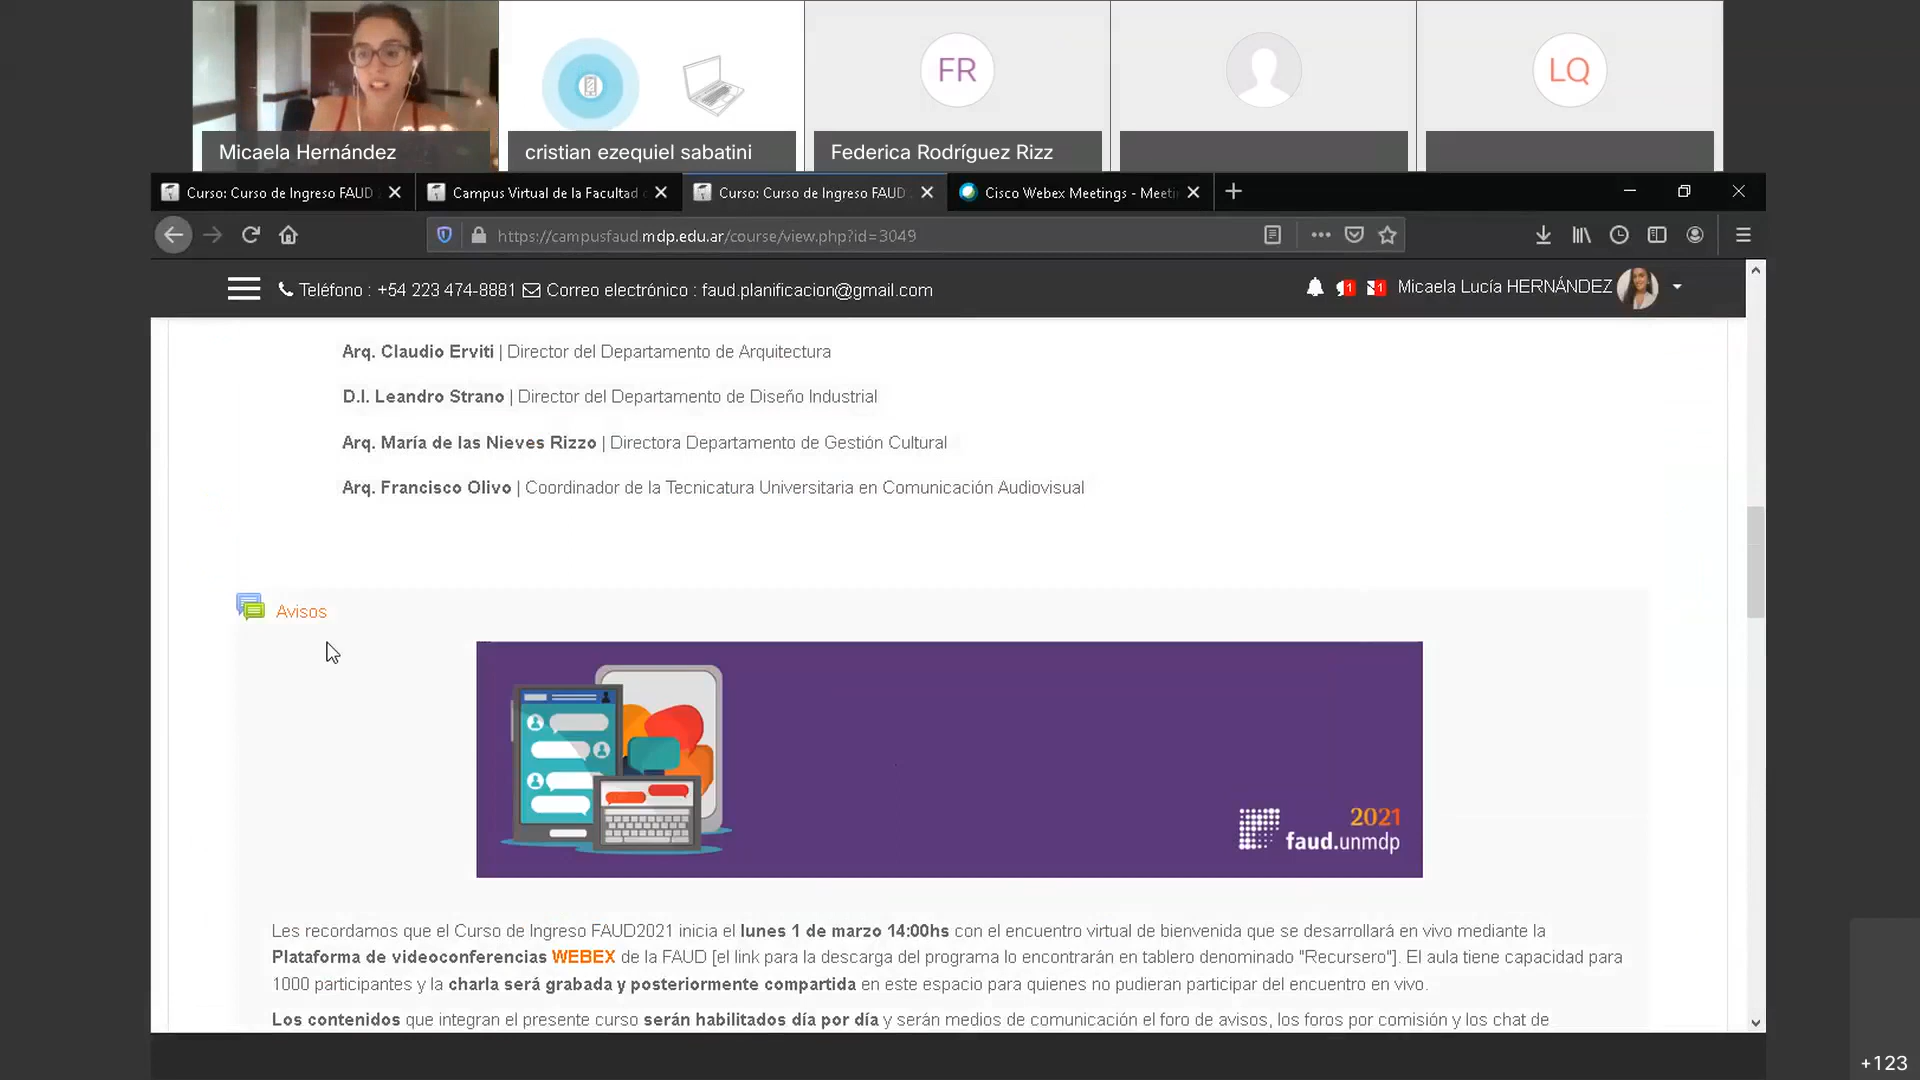 FR
LQ
Micaela Hernández
cristian ezequiel sabatini
Federica Rodríguez Rizz
Curso: Curso de Ingreso FAUD
Campus Virtual de la Facultad
Curso: Curso de Ingreso FAUD
Cisco Webex Meetings - Meeti
https://campusfaud.mdp.edu.ar/course/view.php?id=3049
Teléfono : +54 223 474-8881 Correo electrónico : faud.planificacion@gmail.com
1
1
Micaela Lucía HERNÁNDEZ
Arq. Claudio Erviti | Director del Departamento de Arquitectura
D.I. Leandro Strano | Director del Departamento de Diseño Industrial
Arq. María de las Nieves Rizzo | Directora Departamento de Gestión Cultural
Arq. Francisco Olivo | Coordinador de la Tecnicatura Universitaria en Comunicación Audiovisual
Avisos
2021
faud.unmdp
Les recordamos que el Curso de Ingreso FAUD2021 inicia el lunes 1 de marzo 14:00hs con el encuentro virtual de bienvenida que se desarrollará en vivo mediante la
Plataforma de videoconferencias WEBEX de la FAUD [el link para la descarga del programa lo encontrarán en tablero denominado "Recursero"]. El aula tiene capacidad para
1000 participantes y la charla será grabada y posteriormente compartida en este espacio para quienes no pudieran participar del encuentro en vivo.
Los contenidos que integran el presente curso serán habilitados día por día y serán medios de comunicación el foro de avisos, los foros por comisión y los chat de
+123